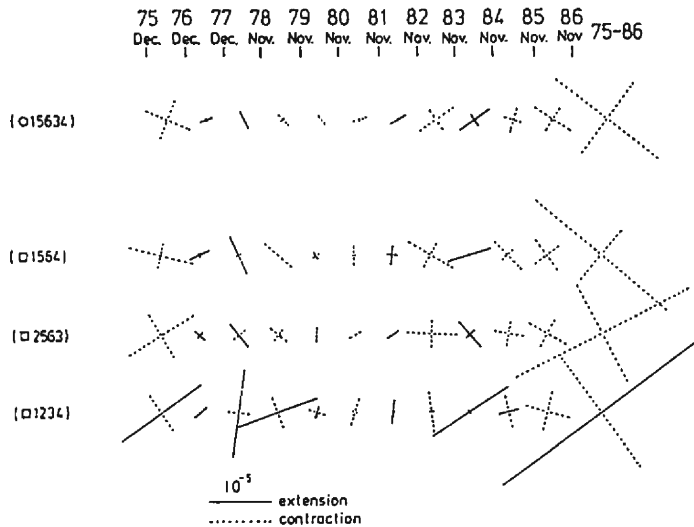 75 76 77 78 79 80 81 82 83 84 85 86 75-86
Dec. Dec. Dec. Nov. Nov. Nov. Nov. Nov. Nov. Nov. Nov. Nov
(○15634)
(□1564)
(□2563)
(□1234)
10⁻⁵
extension
contraction